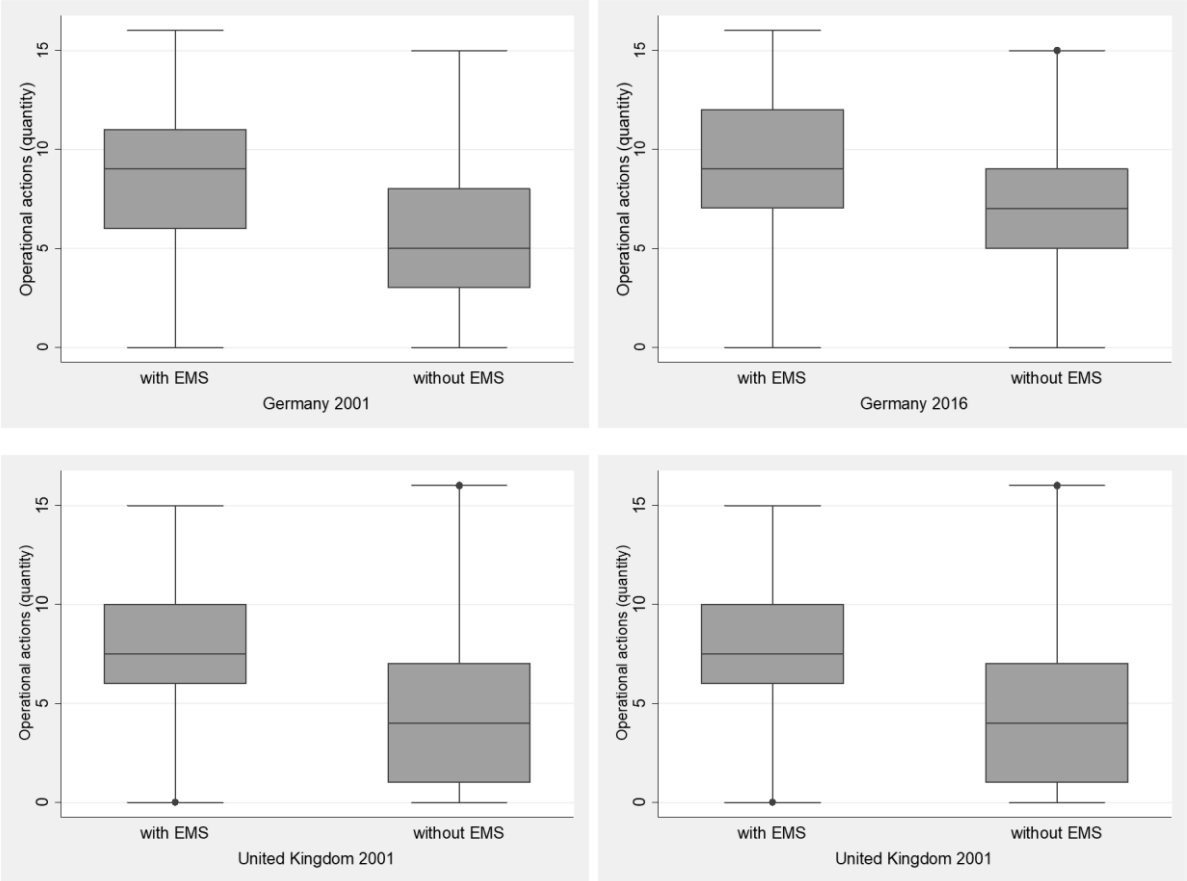 Operational actions (quantity)
15
10
5
0
with EMS without EMS
Germany 2001
Operational actions (quantity)
15
10
5
0
with EMS without EMS
Germany 2016
Operational actions (quantity)
15
10
5
0
with EMS without EMS
United Kingdom 2001
Operational actions (quantity)
15
10
5
0
with EMS without EMS
United Kingdom 2001